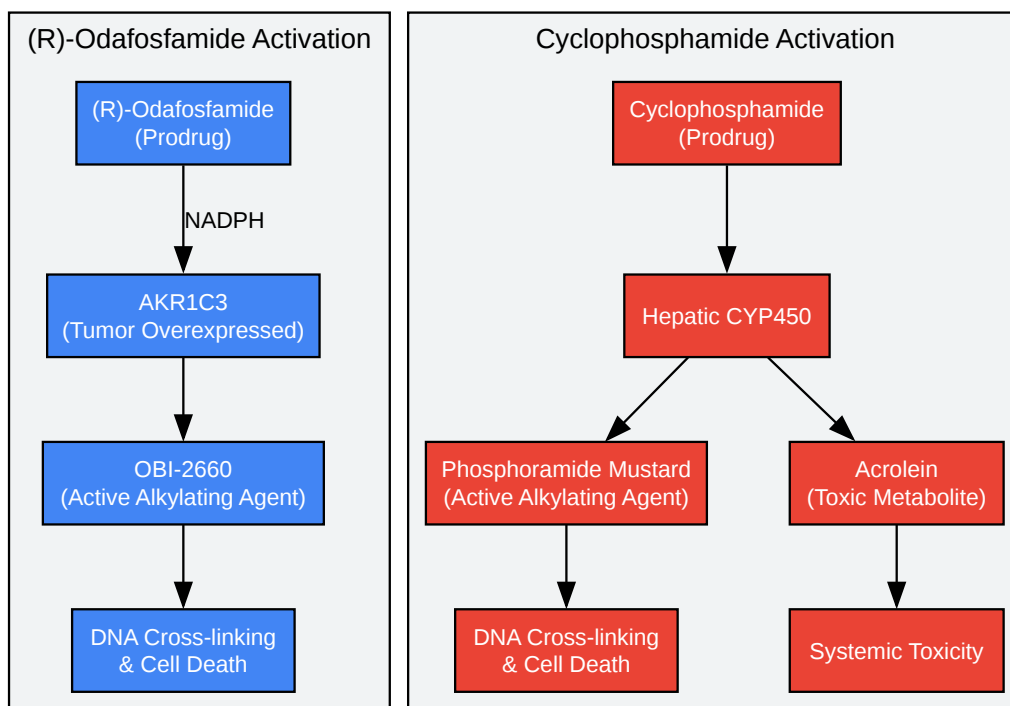 (R)-Odafosfamide Activation
(R)-Odafosfamide
(Prodrug)
NADPH
AKR1C3
(Tumor Overexpressed)
OBI-2660
(Active Alkylating Agent)
DNA Cross-linking
& Cell Death
Cyclophosphamide Activation
Cyclophosphamide
(Prodrug)
Hepatic CYP450
Phosphoramide Mustard
(Active Alkylating Agent)
Acrolein
(Toxic Metabolite)
DNA Cross-linking
& Cell Death
Systemic Toxicity